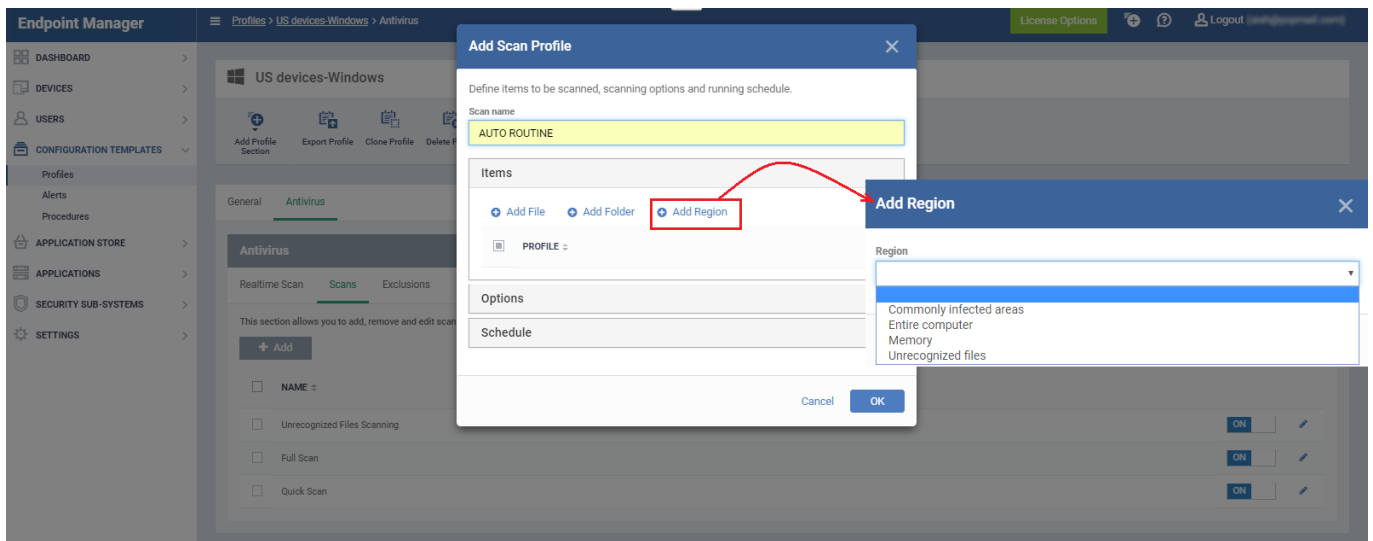 Endpoint Manager
Profiles > US devices-Windows > Antivirus
License Options
Logout
DASHBOARD
DEVICES
USERS
CONFIGURATION TEMPLATES
Profiles
Alerts
Procedures
APPLICATION STORE
APPLICATIONS
SECURITY SUB-SYSTEMS
SETTINGS
US devices-Windows
Add Profile
Section
Export Profile
Clone Profile
Delete P
General
Antivirus
Antivirus
Realtime Scan
Scans
Exclusions
This section allows you to add, remove and edit scan
+ Add
NAME
Unrecognized Files Scanning
ON
Full Scan
ON
Quick Scan
ON
Add Scan Profile
Define items to be scanned, scanning options and running schedule.
Scan name
AUTO ROUTINE
Items
Add File
Add Folder
Add Region
PROFILE
Options
Schedule
Cancel
OK
Add Region
Region
Commonly infected areas
Entire computer
Memory
Unrecognized files